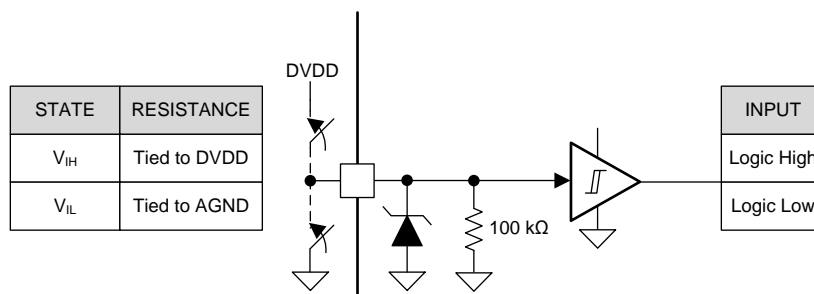 DVDD
STATE RESISTANCE
VIH Tied to DVDD
VIL Tied to AGND
100 kΩ
INPUT
Logic High
Logic Low